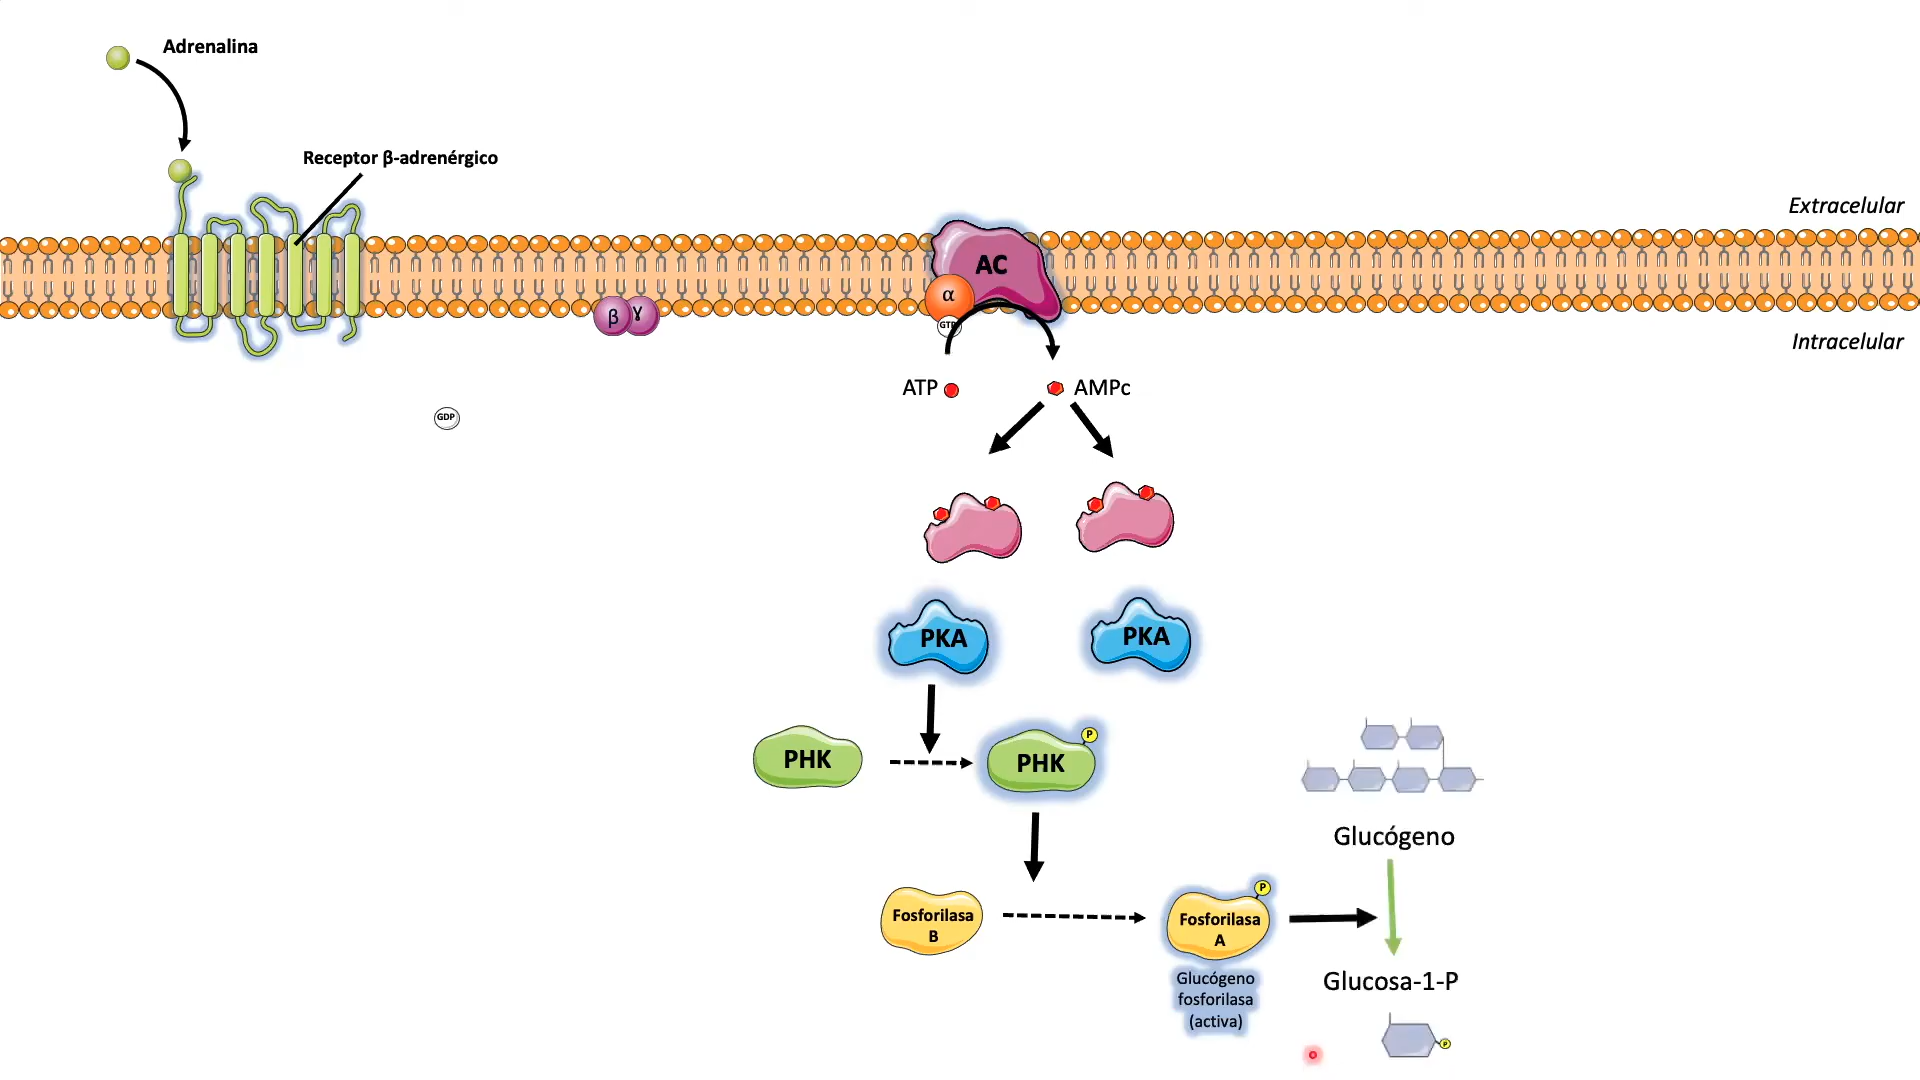 Adrenalina
Receptor β-adrenérgico
Extracelular
AC
α
GTP
β γ
Intracelular
ATP
AMPc
GDP
PKA
PKA
PHK
PHK
P
Glucógeno
Fosforilasa
B
Fosforilasa
A
P
Glucógeno
fosforilasa
(activa)
Glucosa-1-P
P